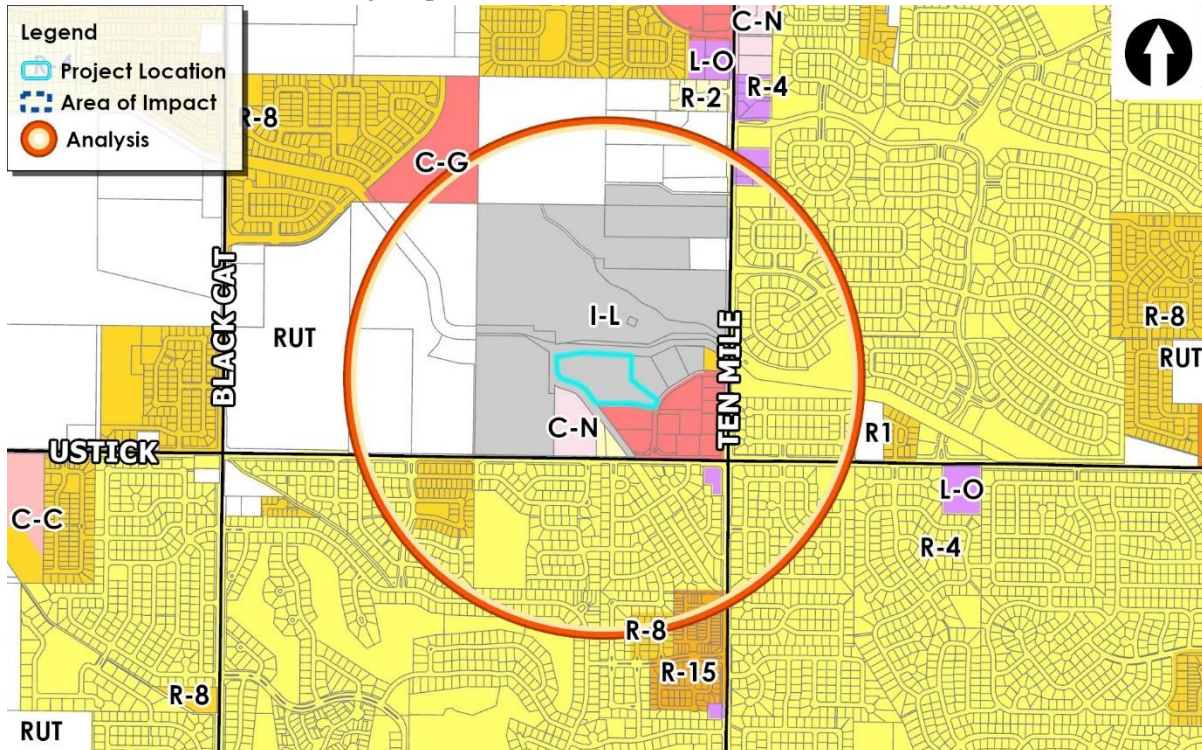 Legend
R-4
Project Location
Area of Impact
Analysis
C-N
L-O
R-4
R-2
R-8
C-G
BLACK CAT
RUT
I-L
TEN MILE
R-8
RUT
C-N
R1
USTICK
C-C
L-O
R-4
R-8
R-15
R-8
RUT